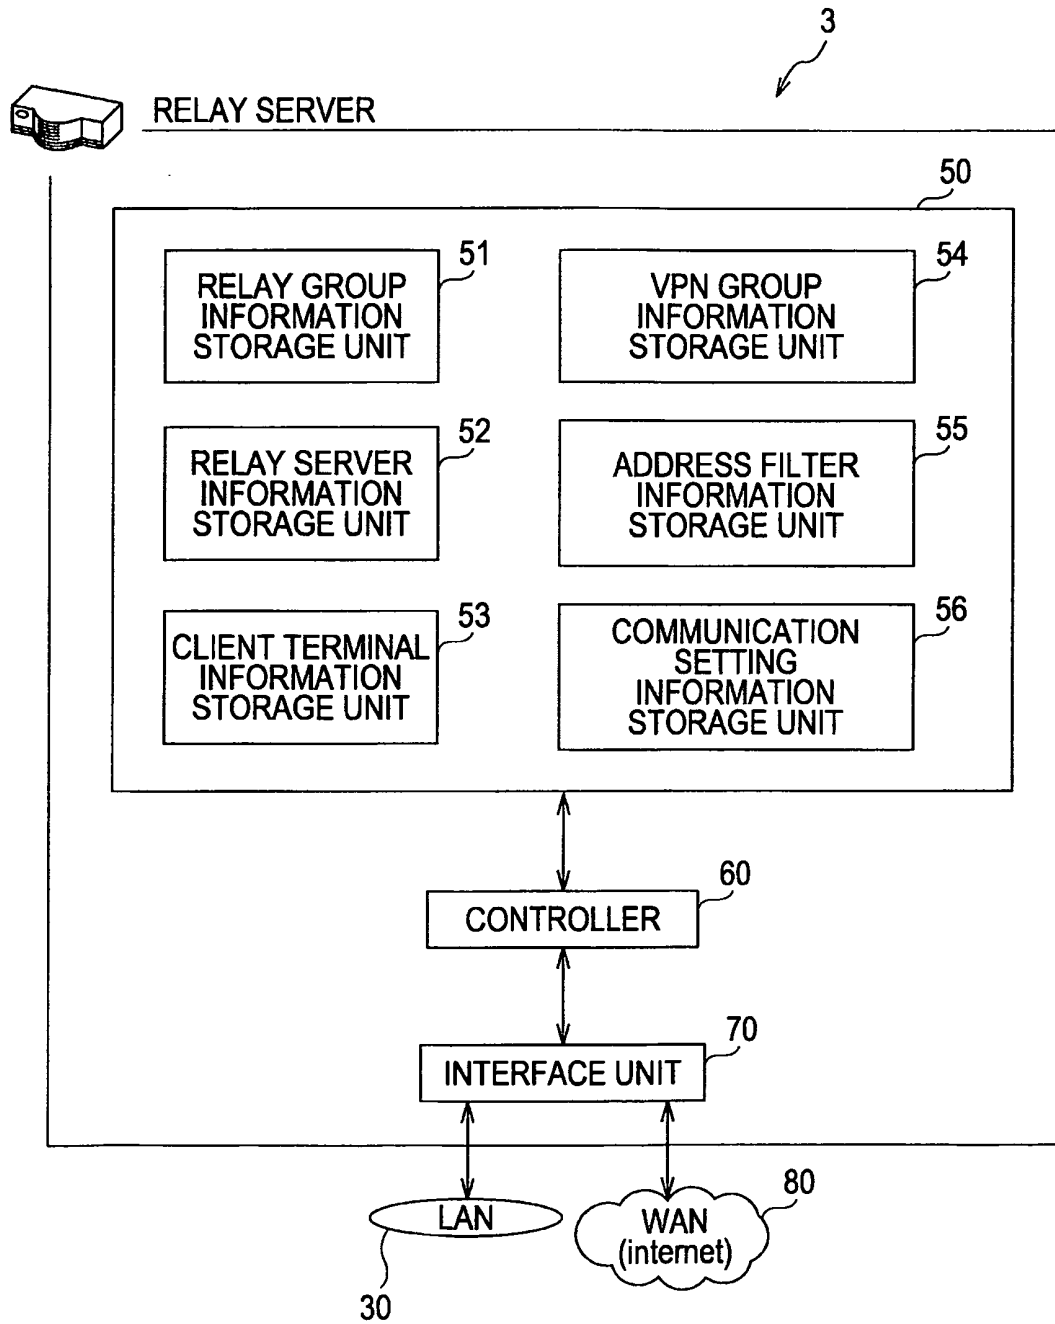 3
RELAY SERVER
50
51
RELAY GROUP
INFORMATION
STORAGE UNIT
54
VPN GROUP
INFORMATION
STORAGE UNIT
52
RELAY SERVER
INFORMATION
STORAGE UNIT
55
ADDRESS FILTER
INFORMATION
STORAGE UNIT
53
CLIENT TERMINAL
INFORMATION
STORAGE UNIT
56
COMMUNICATION
SETTING
INFORMATION
STORAGE UNIT
60
CONTROLLER
70
INTERFACE UNIT
LAN
30
WAN
(internet)
80